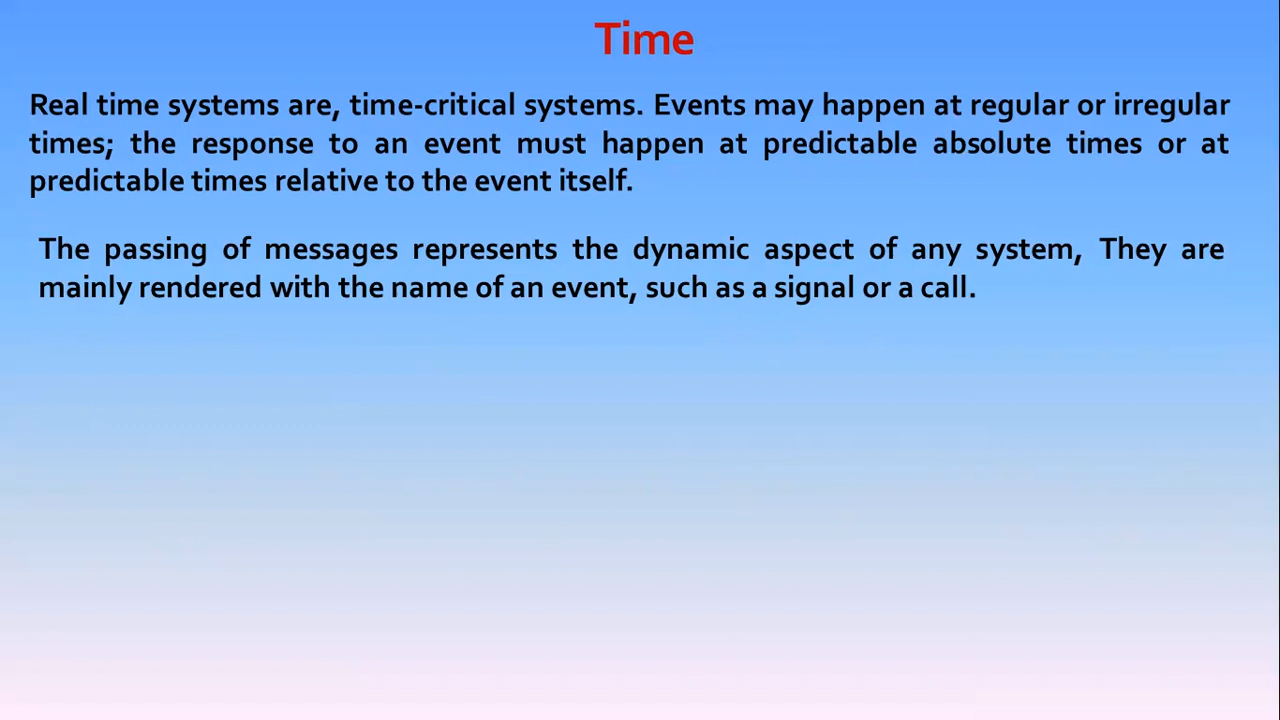 Time
Real time systems are, time-critical systems. Events may happen at regular or irregular
times; the response to an event must happen at predictable absolute times or at
predictable times relative to the event itself.
The passing of messages represents the dynamic aspect of any system, They are
mainly rendered with the name of an event, such as a signal or a call.